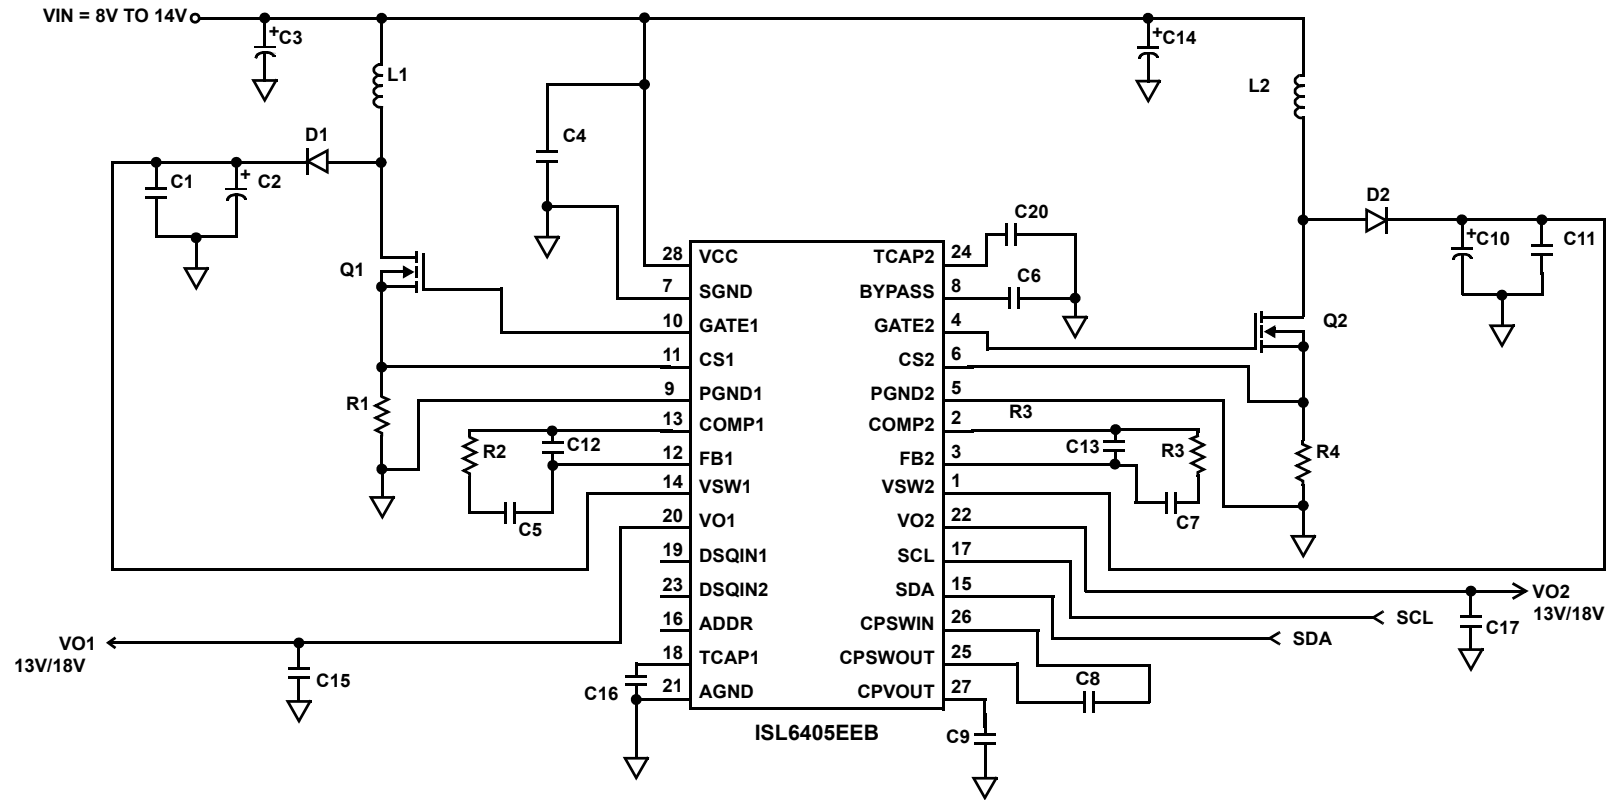 VIN = 8V TO 14V
+C3
+C14
L1
L2
D1
C4
C1
+
C2
D2
C20
+C10
C11
Q1
28 VCC
TCAP2 24
C6
7 SGND
BYPASS 8
10 GATE1
GATE2 4
Q2
11 CS1
CS2 6
R1
9 PGND1
PGND2 5
R3
13 COMP1
COMP2 2
R2
C12
C13
R3
R4
12 FB1
FB2 3
14 VSW1
VSW2 1
C5
C7
20 VO1
VO2 22
19 DSQIN1
SCL 17
23 DSQIN2
SDA 15
VO2
13V/18V
16 ADDR
CPSWIN 26
SCL
C17
SDA
VO1
13V/18V
18 TCAP1
CPSWOUT 25
C15
C16
21 AGND
CPVOUT 27
C8
ISL6405EEB
C9